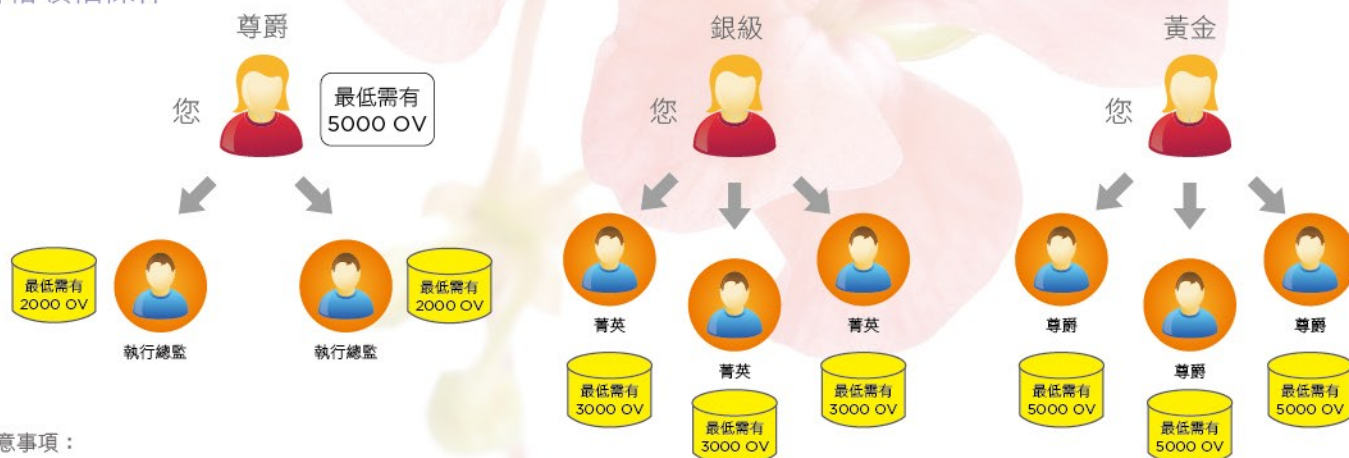 尊爵
您
最低需有
5000 OV
最低需有
2000 OV
執行總監
執行總監
最低需有
2000 OV
銀級
您
菁英
最低需有
3000 OV
菁英
最低需有
3000 OV
菁英
最低需有
3000 OV
黃金
您
尊爵
最低需有
5000 OV
尊爵
最低需有
5000 OV
尊爵
最低需有
5000 OV
意事項：